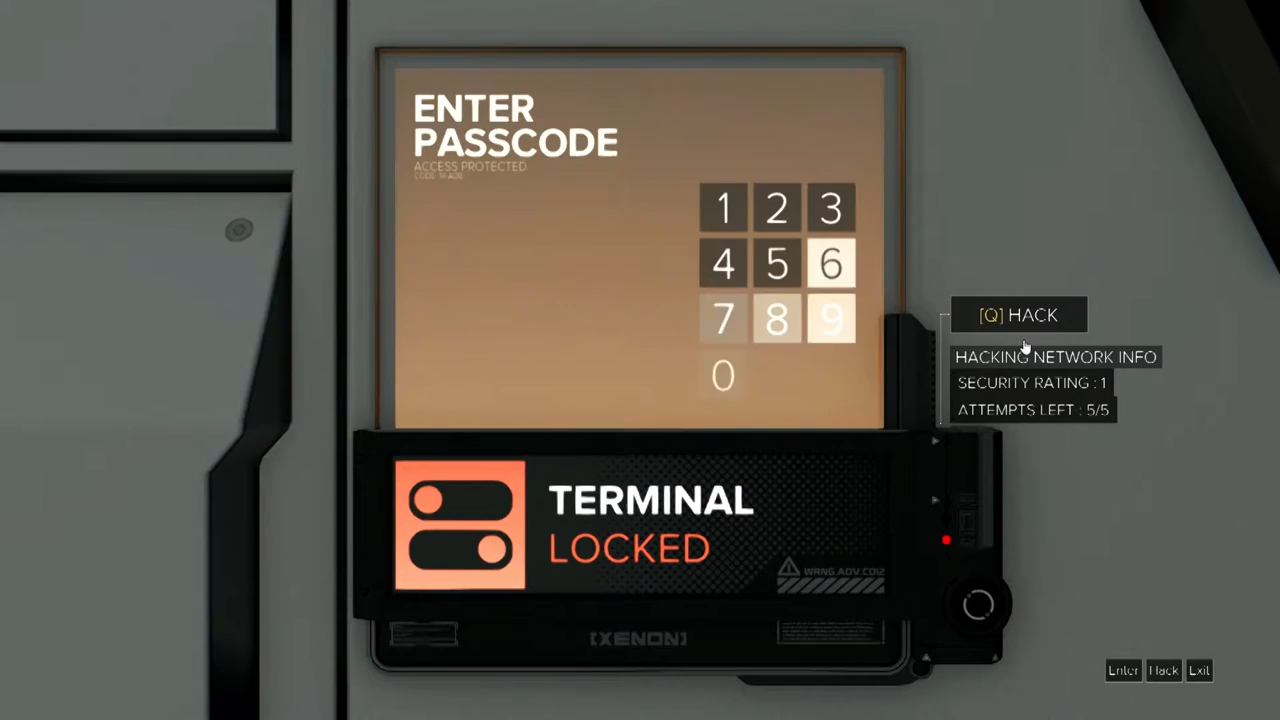 ENTER
PASSCODE
ACCESS PROTECTED
1 2 3
4 5 6
7 8 9
0
[Q] HACK
HACKING NETWORK INFO
SECURITY RATING : 1
ATTEMPTS LEFT : 5/5
TERMINAL
LOCKED
WRNG.ADV.CD12
[XENON]
Enter Hack Exit